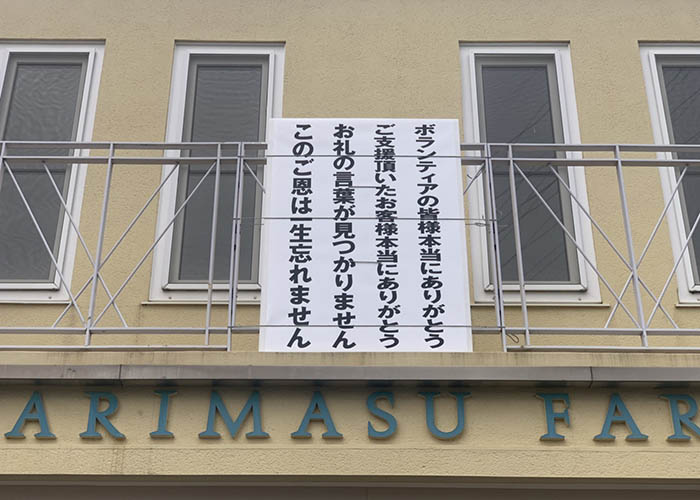 ボランティアの皆様本当にありがとう
ご支援頂いたお客様本当にありがとう
お礼の言葉が見つかりません
このご恩は一生忘れません
ARIMASU FAR